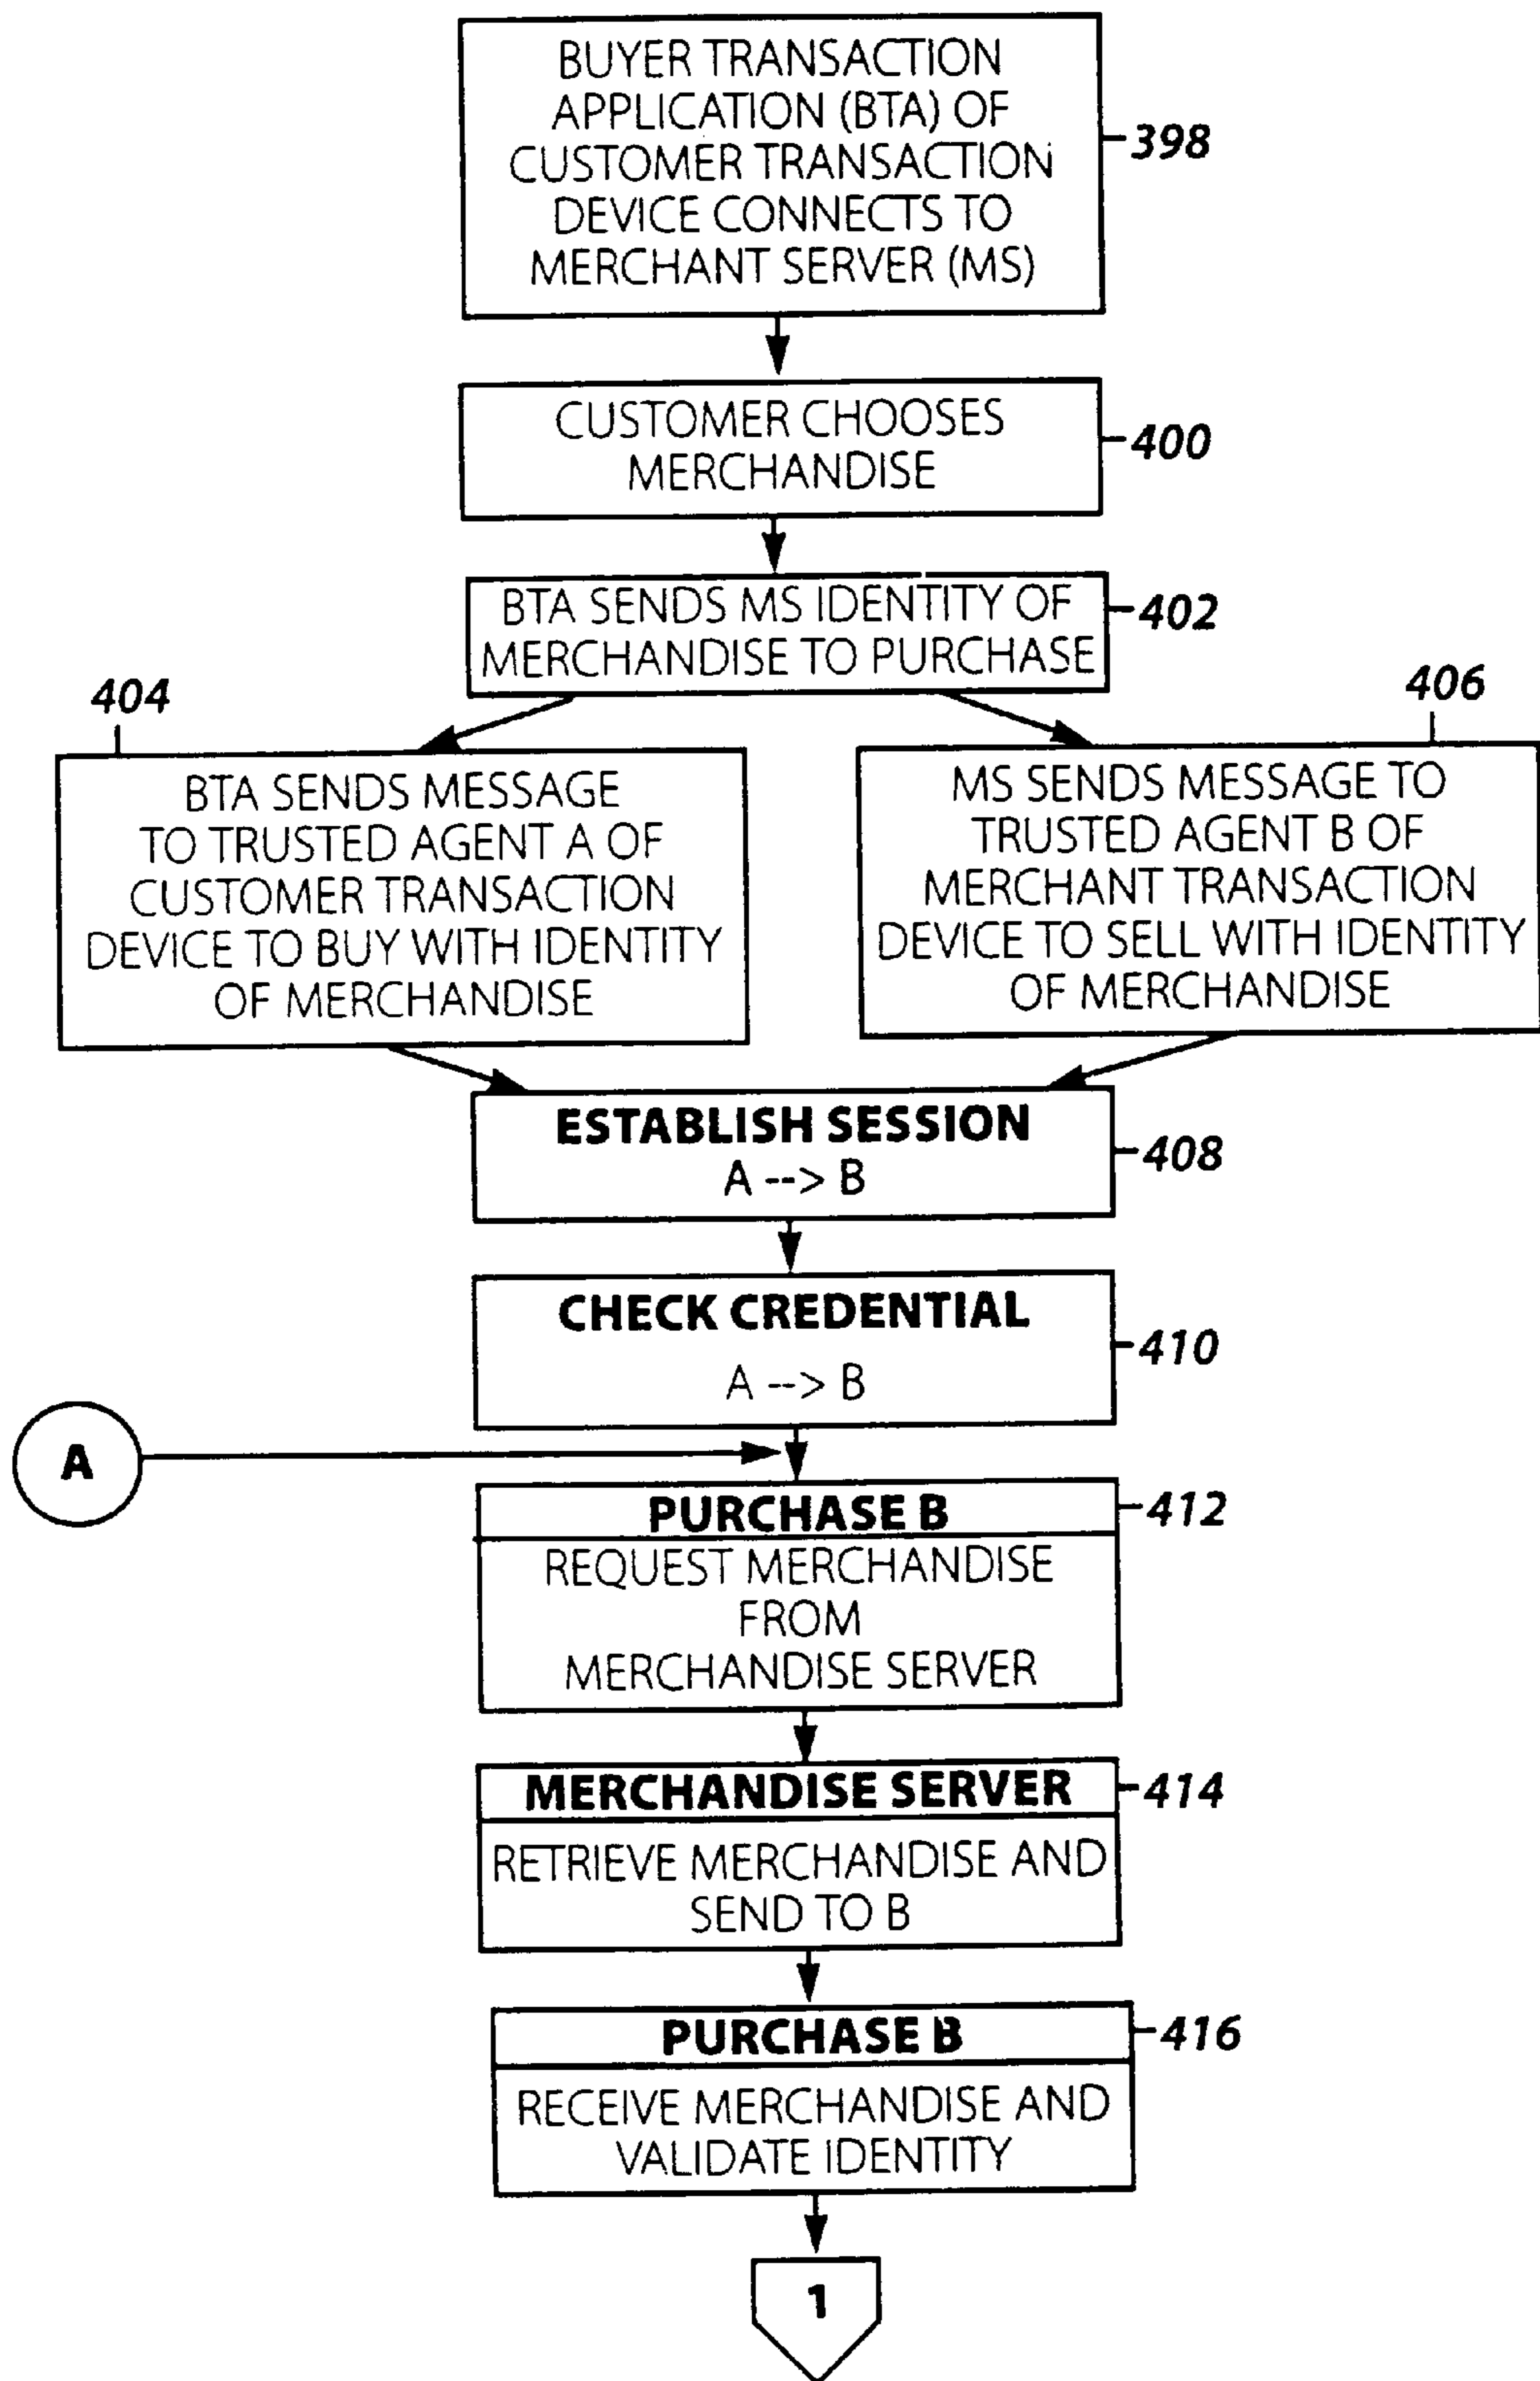 BUYER TRANSACTION
APPLICATION (BTA) OF
CUSTOMER TRANSACTION
DEVICE CONNECTS TO
MERCHANT SERVER (MS)
398
CUSTOMER CHOOSES
MERCHANDISE
400
BTA SENDS MS IDENTITY OF
MERCHANDISE TO PURCHASE
402
404
BTA SENDS MESSAGE
TO TRUSTED AGENT A OF
CUSTOMER TRANSACTION
DEVICE TO BUY WITH IDENTITY
OF MERCHANDISE
406
MS SENDS MESSAGE TO
TRUSTED AGENT B OF
MERCHANT TRANSACTION
DEVICE TO SELL WITH IDENTITY
OF MERCHANDISE
ESTABLISH SESSION
A --> B
408
CHECK CREDENTIAL
A --> B
410
A
PURCHASE B
412
REQUEST MERCHANDISE
FROM
MERCHANDISE SERVER
MERCHANDISE SERVER
414
RETRIEVE MERCHANDISE AND
SEND TO B
PURCHASE B
416
RECEIVE MERCHANDISE AND
VALIDATE IDENTITY
1